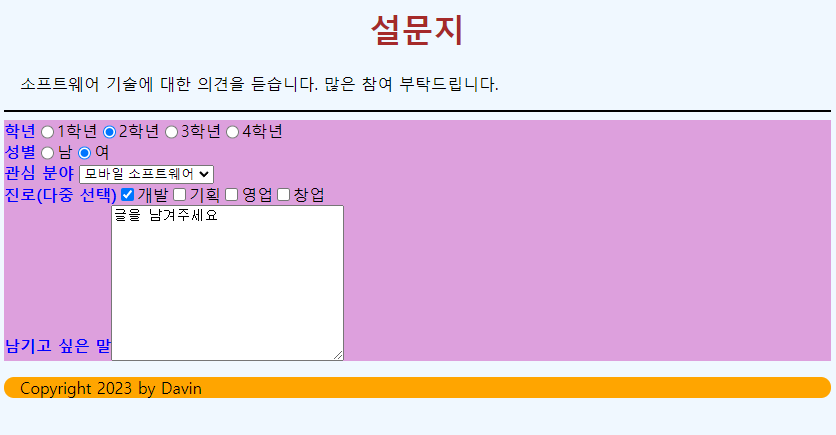 설문지
소프트웨어 기술에 대한 의견을 듣습니다. 많은 참여 부탁드립니다.
학년 1학년 2학년 3학년 4학년
성별 남 여
관심 분야 모바일 소프트웨어
진로(다중 선택) 개발 기획 영업 창업
글을 남겨주세요
남기고 싶은 말
Copyright 2023 by Davin